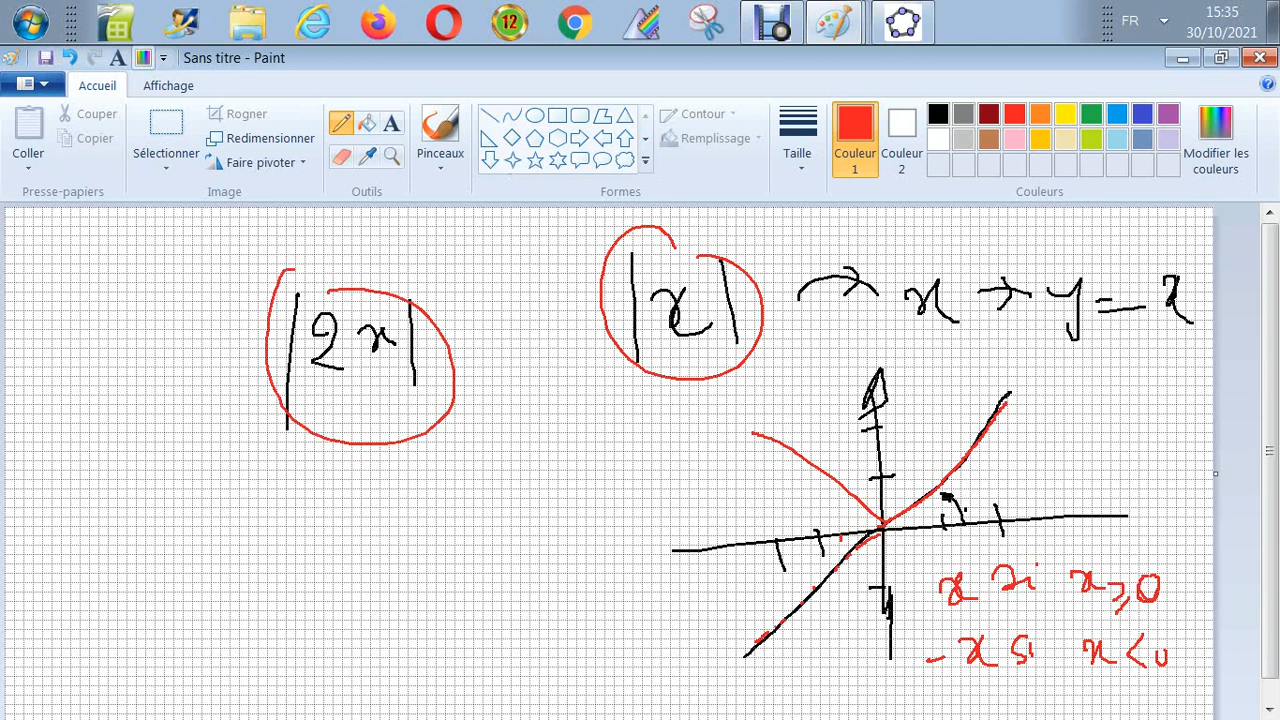 12
FR
15:35
30/10/2021
Sans titre - Paint
Accueil
Affichage
Coller
Couper
Copier
Presse-papiers
Sélectionner
Rogner
Redimensionner
Faire pivoter
Image
A
Outils
Pinceaux
Contour
Remplissage
Formes
Taille
Couleur 1
Couleur 2
Modifier les couleurs
Couleurs
|2x|
|x| → x → y = x
x si x ≥ 0
-x si x < 0